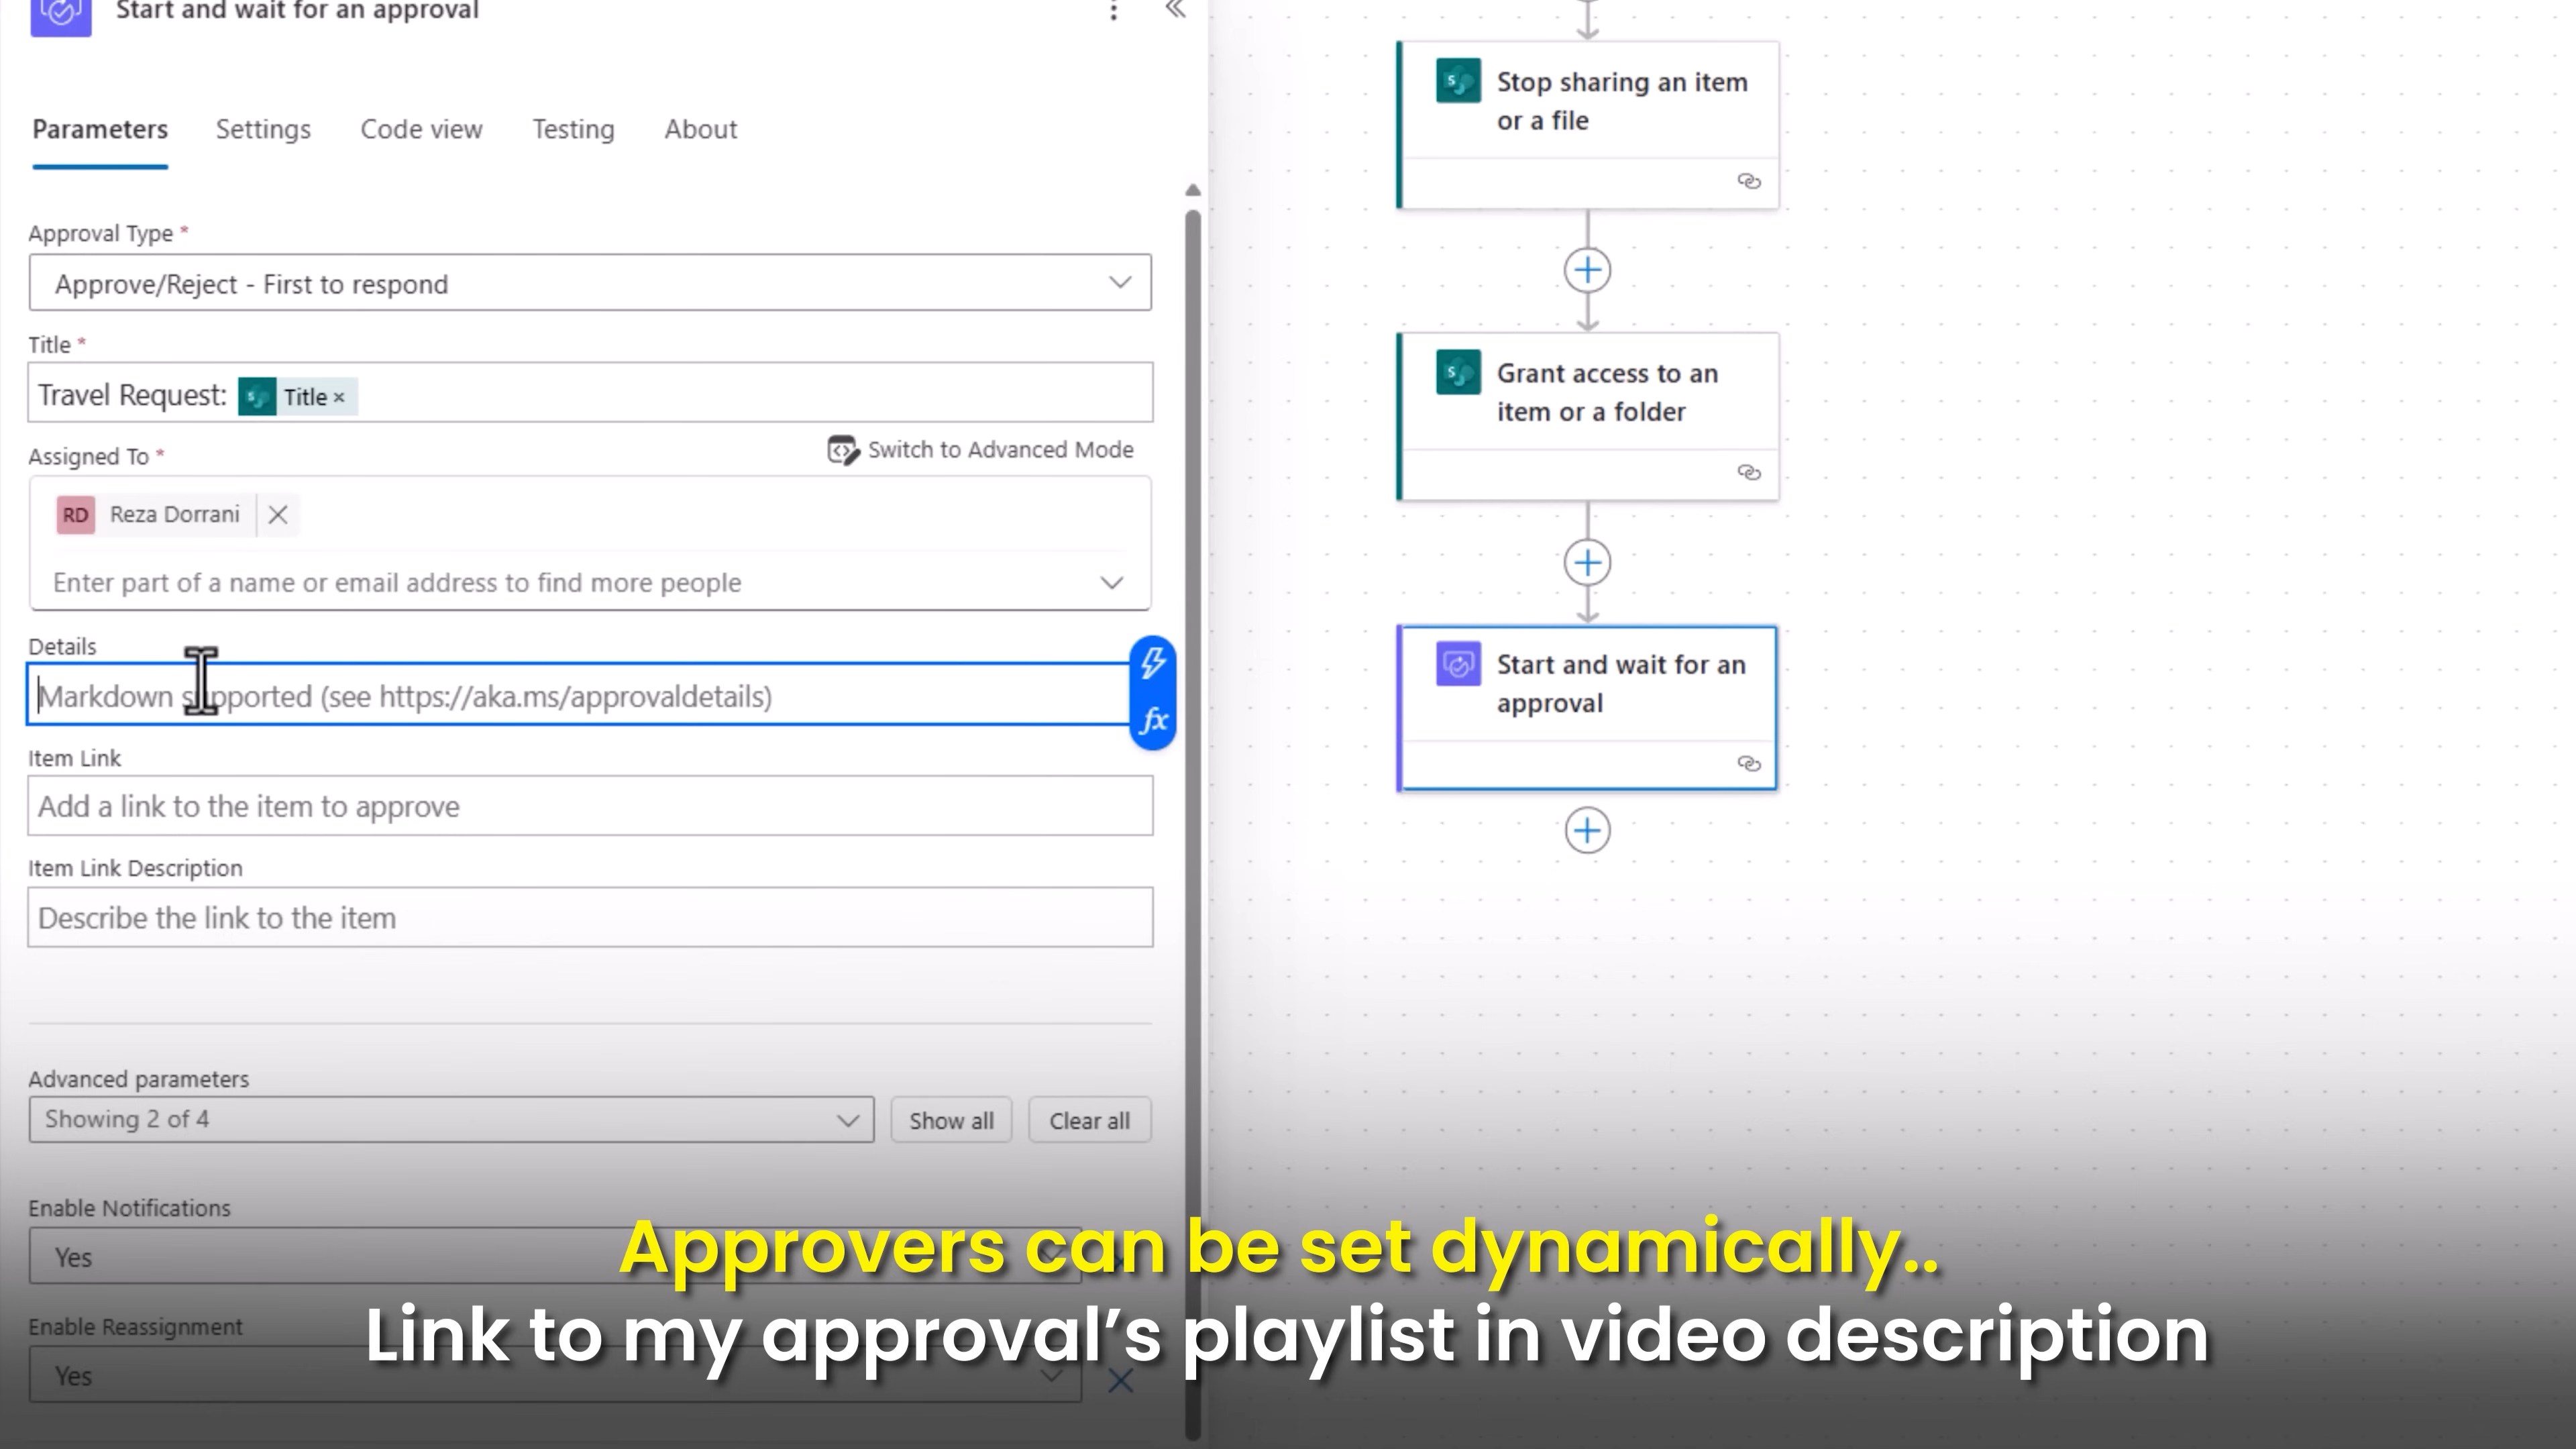 Start and wait for an approval
Parameters
Settings
Code view
Testing
About
Approval Type *
Approve/Reject - First to respond
Title *
Travel Request: Title ×
Assigned To *
Switch to Advanced Mode
RD Reza Dorrani
Enter part of a name or email address to find more people
Details
Markdown supported (see https://aka.ms/approvaldetails)
fx
Item Link
Add a link to the item to approve
Item Link Description
Describe the link to the item
Advanced parameters
Showing 2 of 4
Show all
Clear all
Enable Notifications
Yes
Enable Reassignment
Yes
Stop sharing an item
or a file
Grant access to an
item or a folder
Start and wait for an
approval
Approvers can be set dynamically..
Link to my approval’s playlist in video description